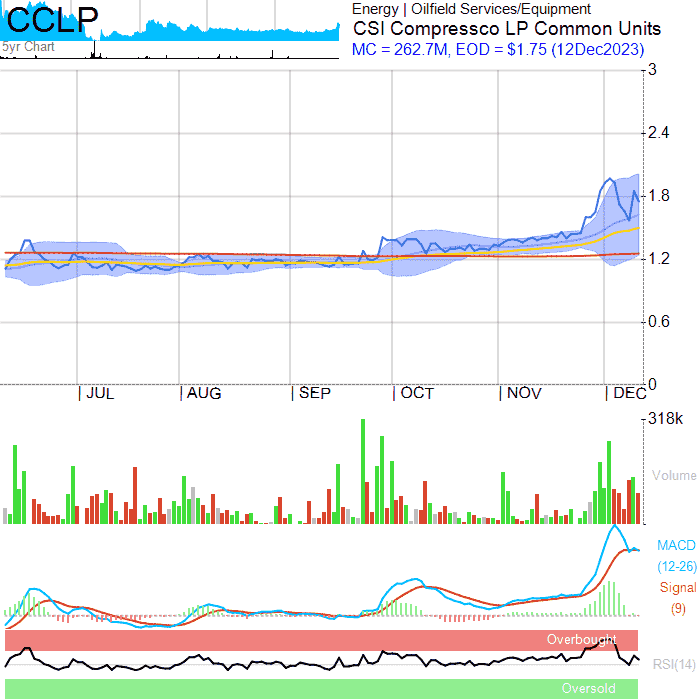 CCLP
5yr Chart
Energy | Oilfield Services/Equipment
CSI Compressco LP Common Units
MC = 262.7M, EOD = $1.75 (12Dec2023)
3
2.4
1.8
1.2
0.6
0
| JUL | AUG | SEP | OCT | NOV | DEC
318k
Volume
MACD
(12-26)
Signal
(9)
Overbought
RSI(14)
Oversold